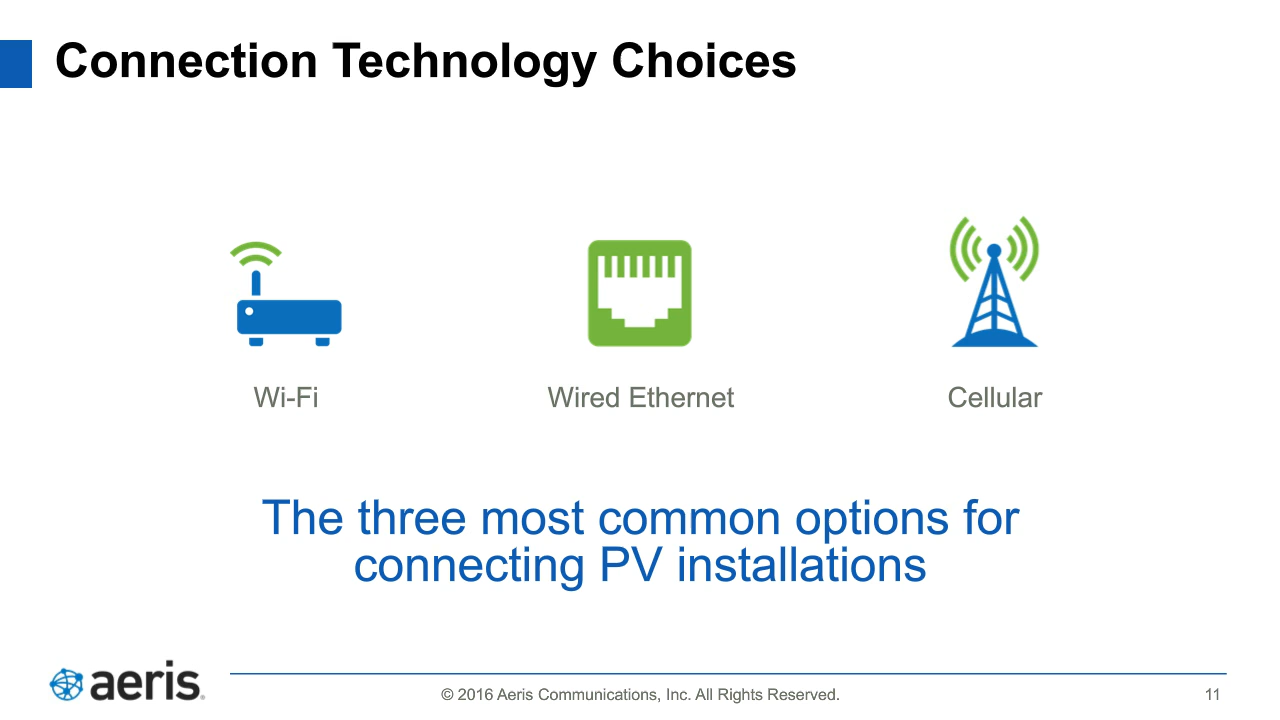 Connection Technology Choices
Wi-Fi
Wired Ethernet
Cellular
The three most common options for
connecting PV installations
aeris
© 2016 Aeris Communications, Inc. All Rights Reserved.
11